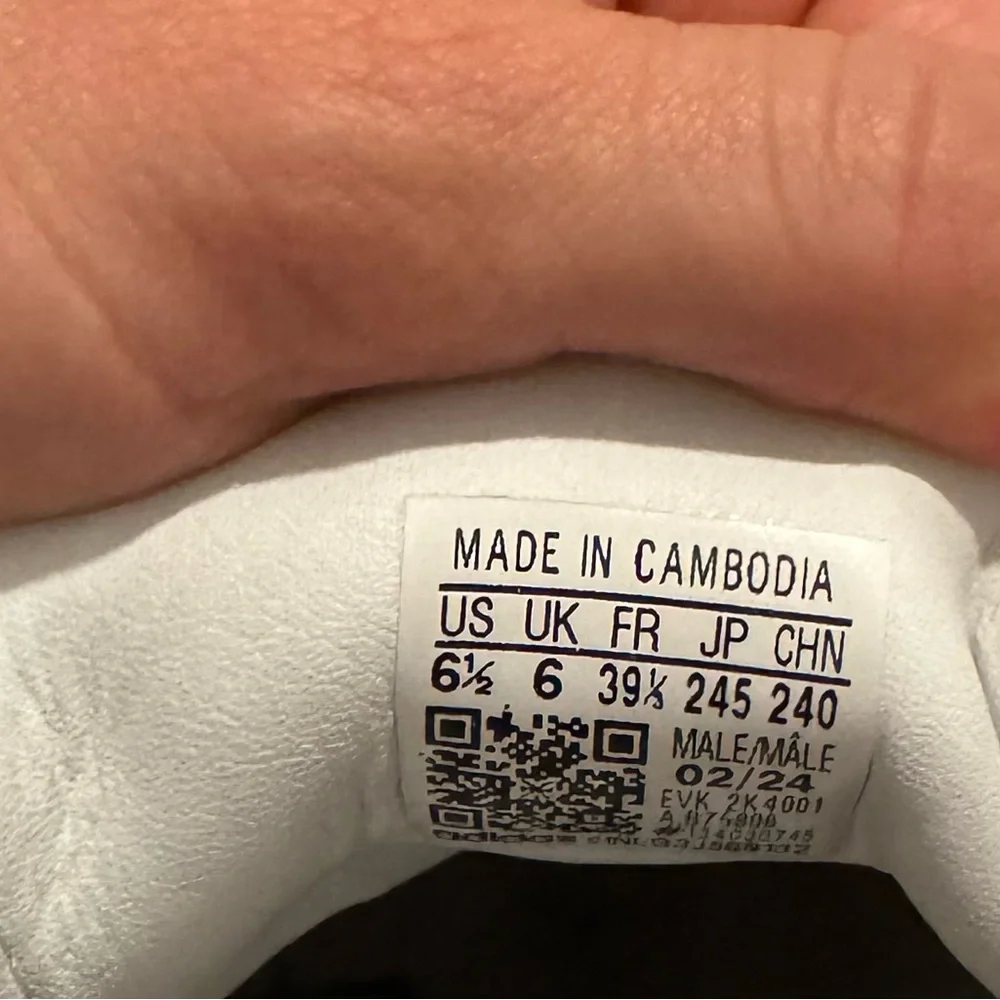 MADE IN CAMBODIA
US UK FR JP CHN
6½ 6 39⅓ 245 240
MALE/MÂLE
02/24
EVK 2K4001
adidas